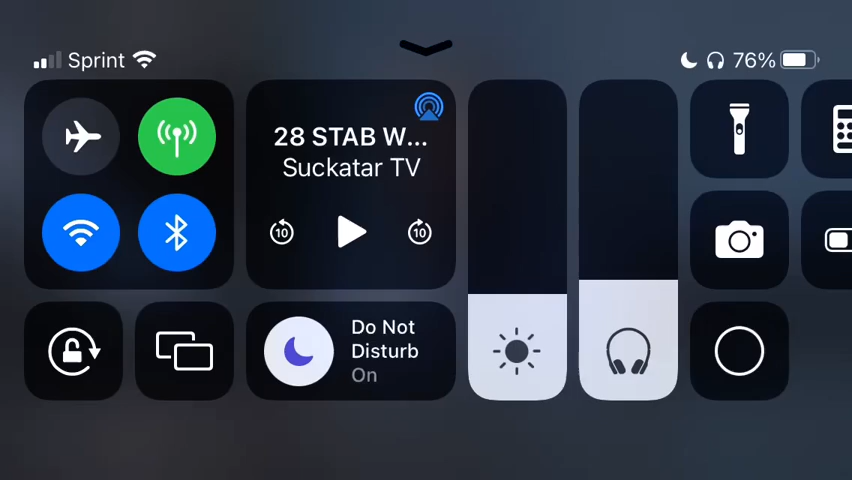 Sprint
76%
28 STAB W...
Suckatar TV
10
10
Do Not
Disturb
On